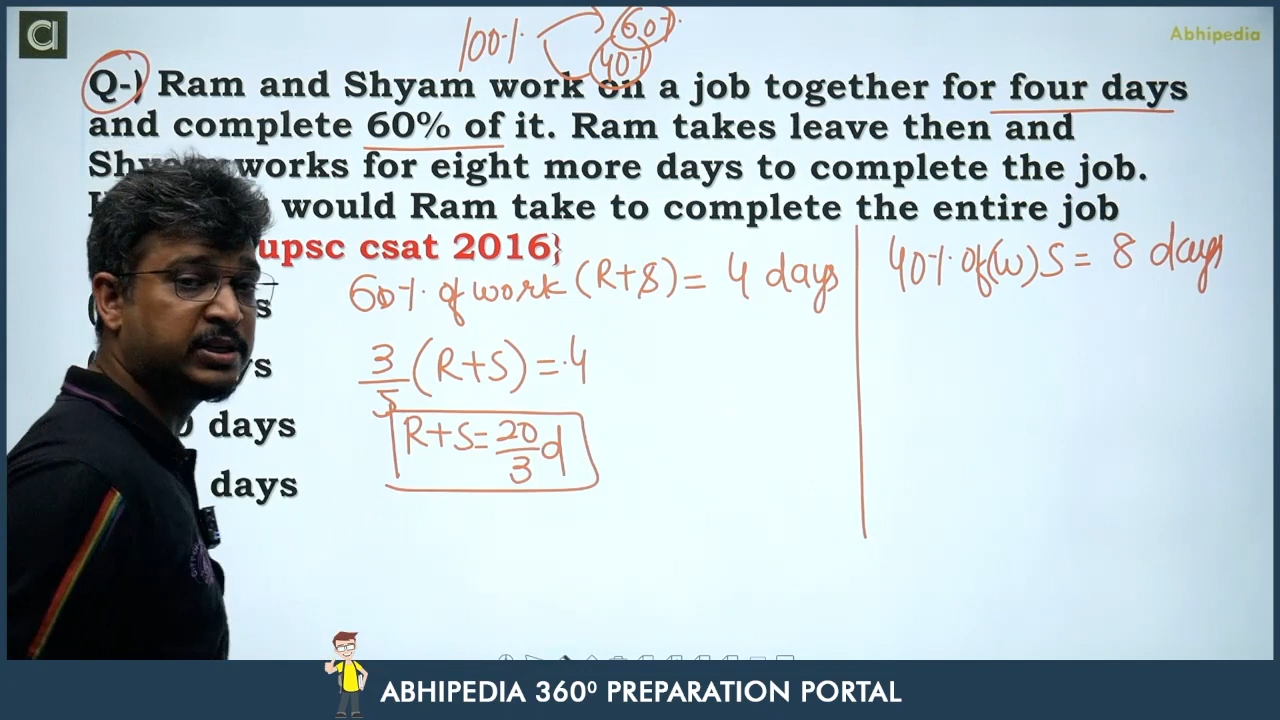 Abhipedia
100% 60%
40%
Q-) Ram and Shyam work on a job together for four days
and complete 60% of it. Ram takes leave then and
works for eight more days to complete the job.
would Ram take to complete the entire job
upsc csat 2016}
60% of work (R+S) = 4 days
40% of (w) S = 8 days
3/5 (R+S) = 4
R+S = 20/3 d
days
days
ABHIPEDIA 360⁰ PREPARATION PORTAL